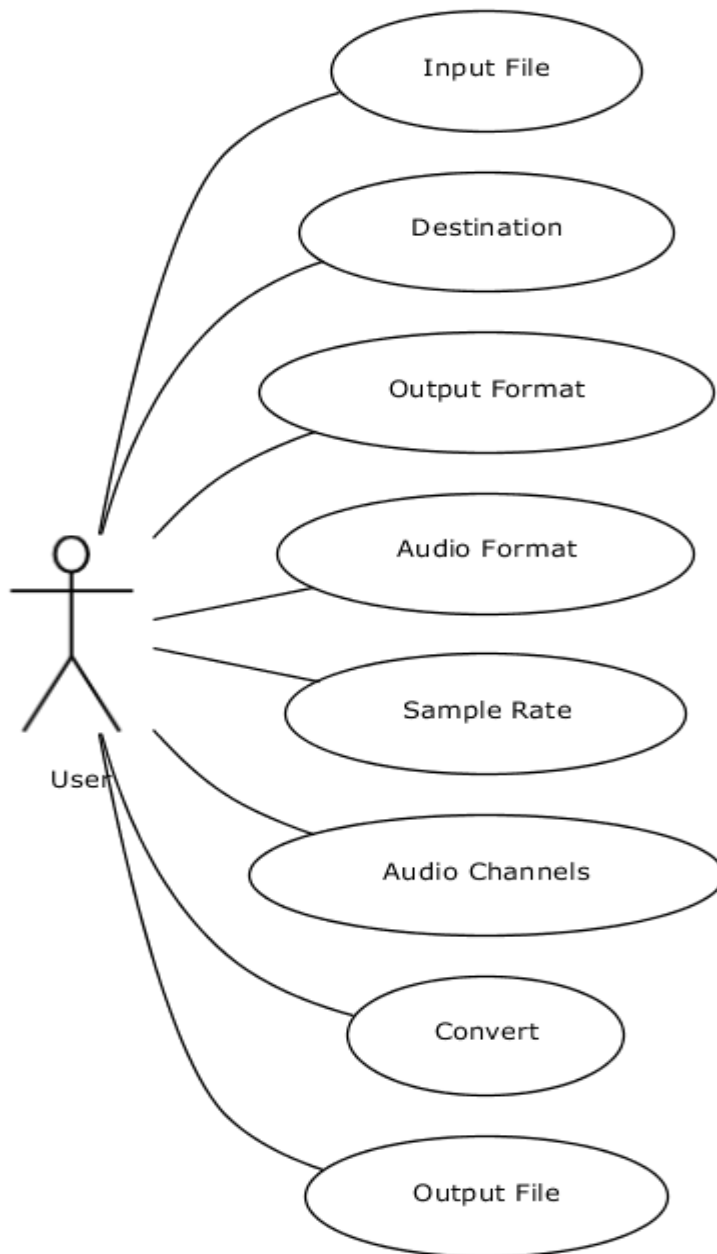 Input File
Destination
Output Format
Audio Format
Sample Rate
User
Audio Channels
Convert
Output File